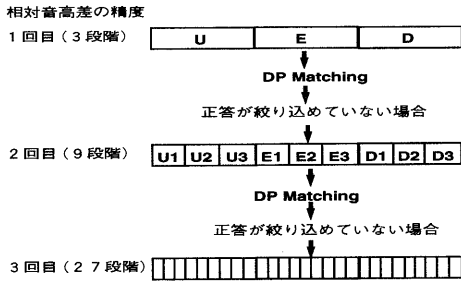 相対音高差の精度
1回目(3段階) U E D
DP Matching
正答が絞り込めていない場合
2回目(9段階) U1 U2 U3 E1 E2 E3 D1 D2 D3
DP Matching
正答が絞り込めていない場合
3回目(27段階)